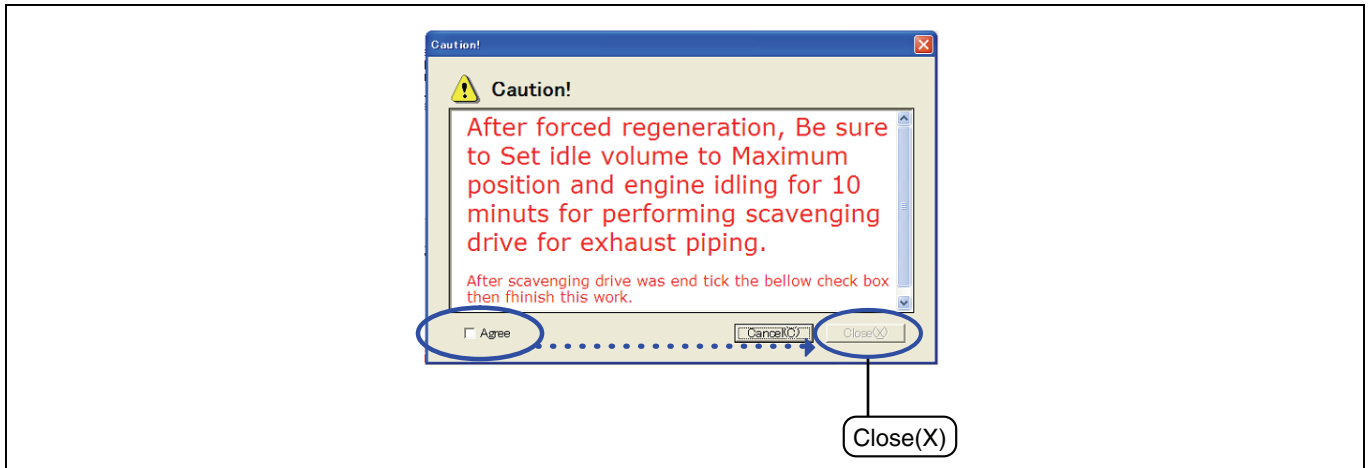 Caution!
Caution!
After forced regeneration, Be sure
to Set idle volume to Maximum
position and engine idling for 10
minuts for performing scavenging
drive for exhaust piping.
After scavenging drive was end tick the bellow check box
then fhinish this work.
Agree
Cancel(C)
Close(X)
Close(X)